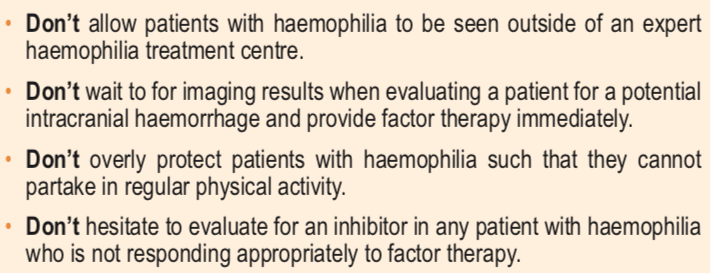 • Don't allow patients with haemophilia to be seen outside of an expert
haemophilia treatment centre.
• Don't wait to for imaging results when evaluating a patient for a potential
intracranial haemorrhage and provide factor therapy immediately.
• Don't overly protect patients with haemophilia such that they cannot
partake in regular physical activity.
• Don't hesitate to evaluate for an inhibitor in any patient with haemophilia
who is not responding appropriately to factor therapy.